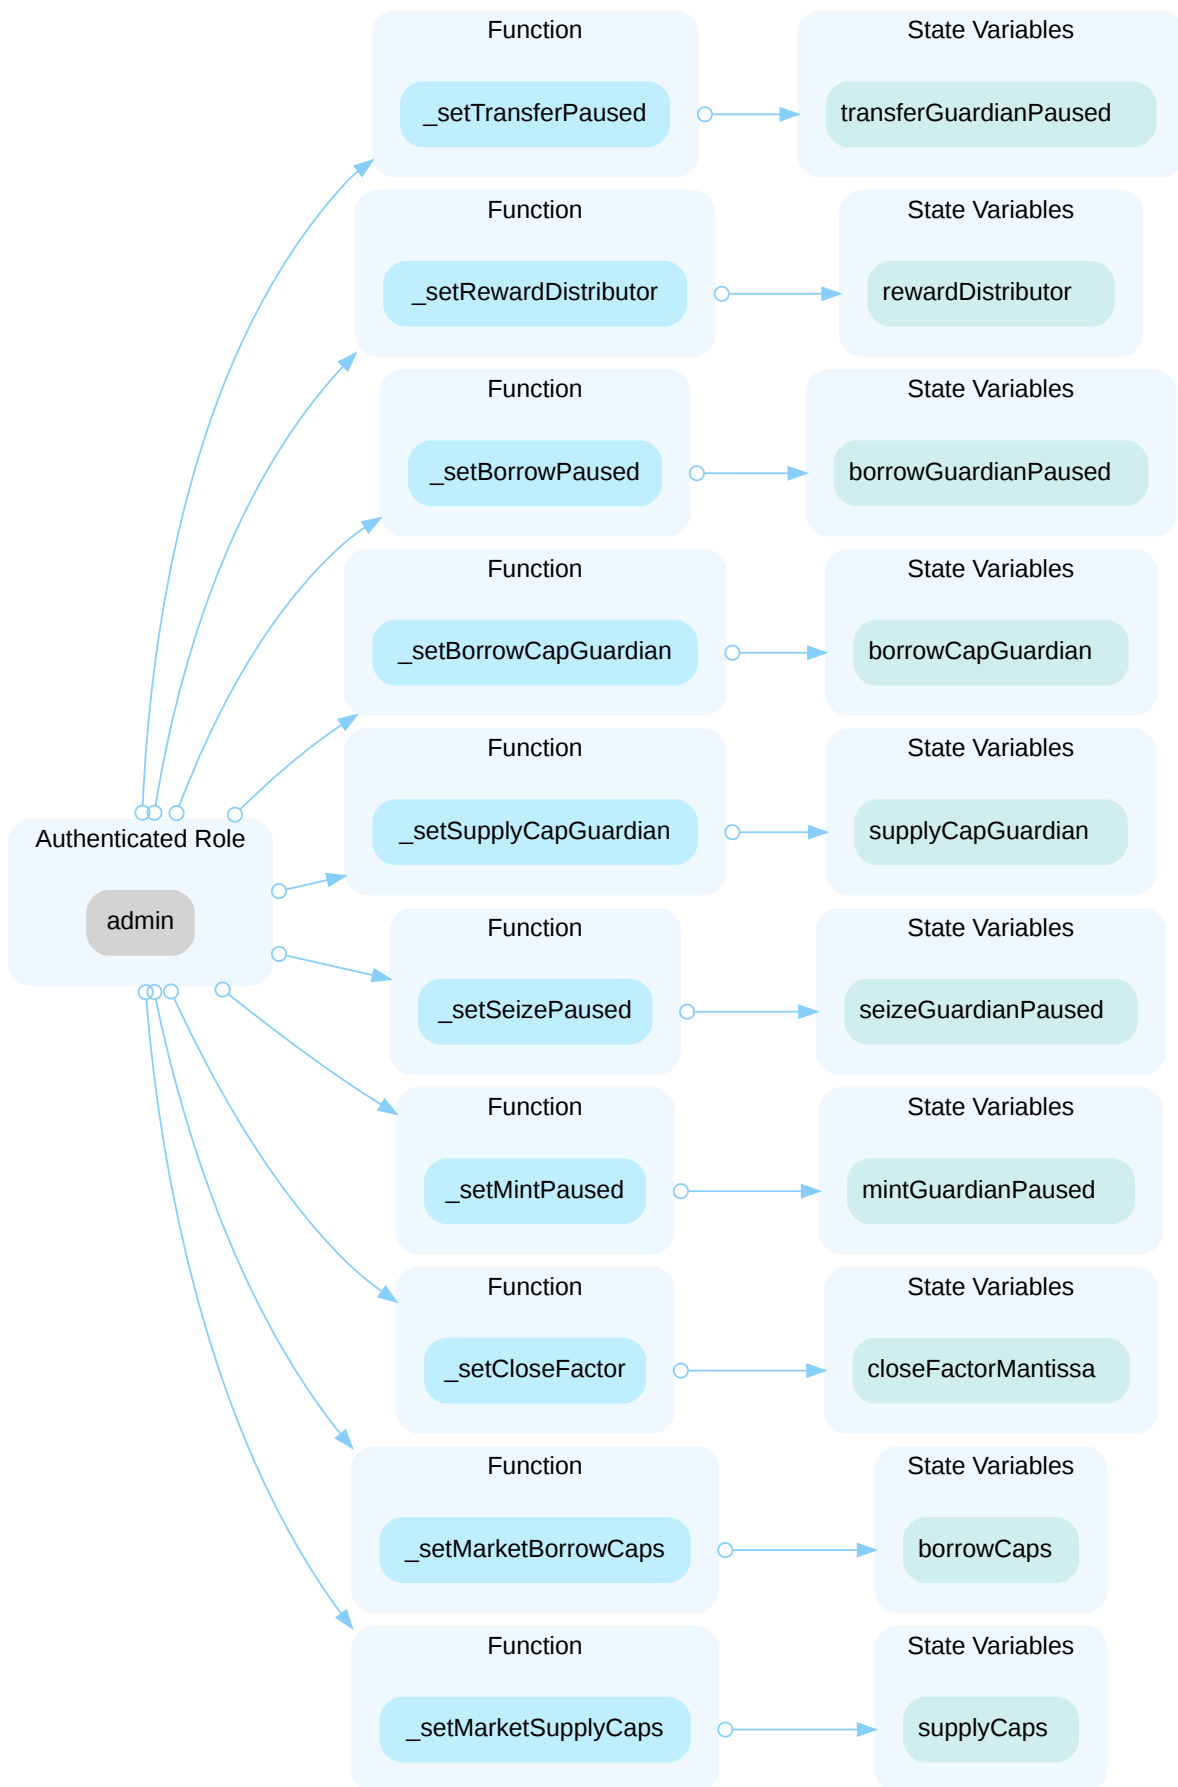 Function
State Variables
_setTransferPaused
transferGuardianPaused
Function
State Variables
_setRewardDistributor
rewardDistributor
Function
State Variables
_setBorrowPaused
borrowGuardianPaused
Function
State Variables
_setBorrowCapGuardian
borrowCapGuardian
Function
State Variables
_setSupplyCapGuardian
supplyCapGuardian
Authenticated Role
admin
Function
State Variables
_setSeizePaused
seizeGuardianPaused
Function
State Variables
_setMintPaused
mintGuardianPaused
Function
State Variables
_setCloseFactor
closeFactorMantissa
Function
State Variables
_setMarketBorrowCaps
borrowCaps
Function
State Variables
_setMarketSupplyCaps
supplyCaps